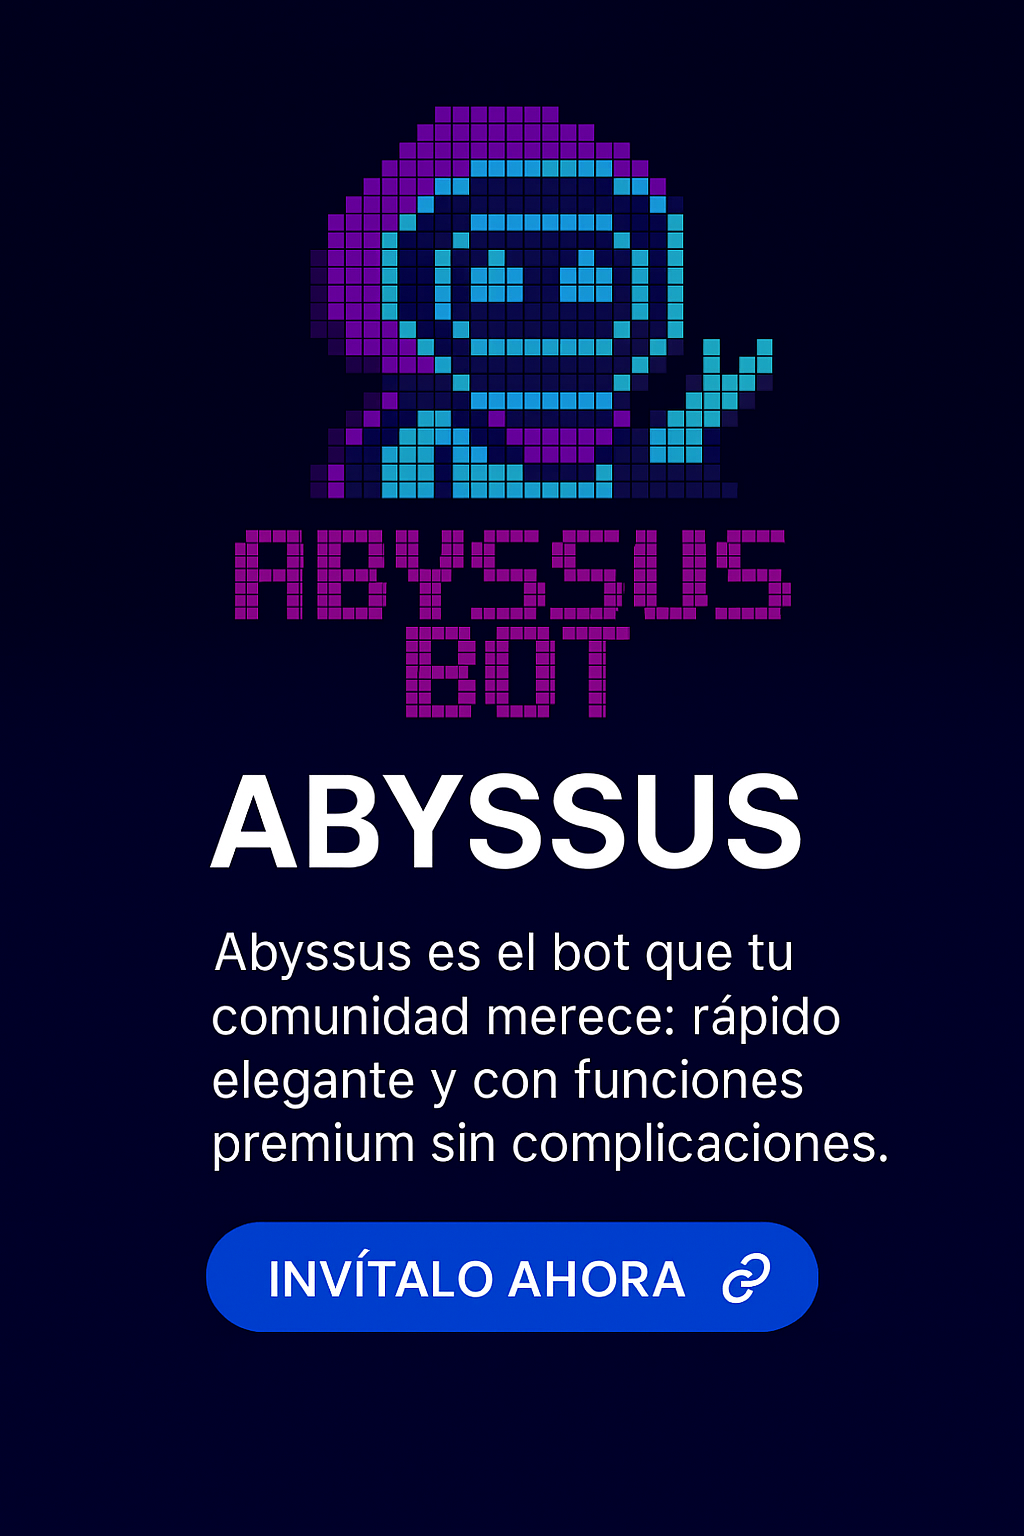 ABYSSUS
BOT
ABYSSUS
Abyssus es el bot que tu
comunidad merece: rápido
elegante y con funciones
premium sin complicaciones.
INVÍTALO AHORA